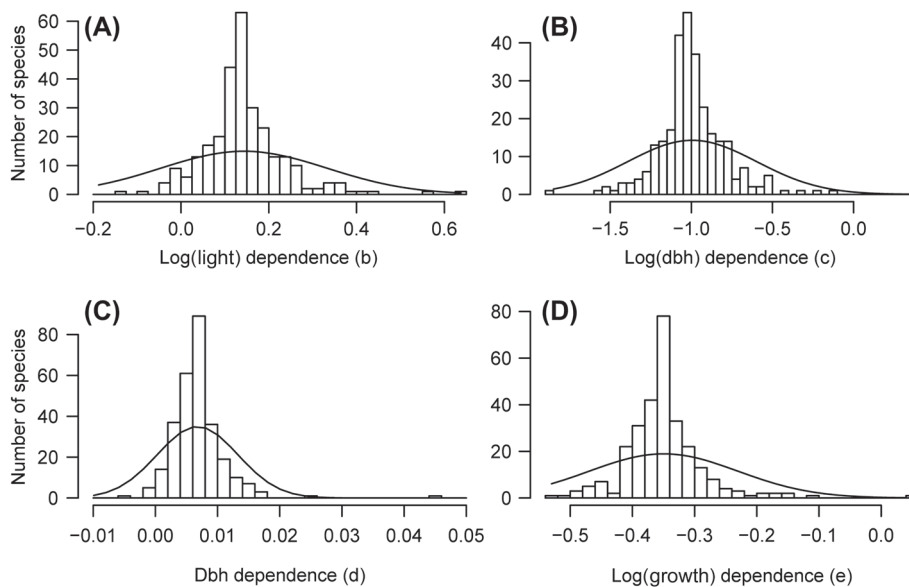 (A)
Number of species
60
50
40
30
20
10
0
−0.2 0.0 0.2 0.4 0.6
Log(light) dependence (b)
(B)
40
30
20
10
0
−1.5 −1.0 −0.5 0.0
Log(dbh) dependence (c)
(C)
Number of species
80
60
40
20
0
−0.01 0.00 0.01 0.02 0.03 0.04 0.05
Dbh dependence (d)
(D)
80
60
40
20
0
−0.5 −0.4 −0.3 −0.2 −0.1 0.0
Log(growth) dependence (e)